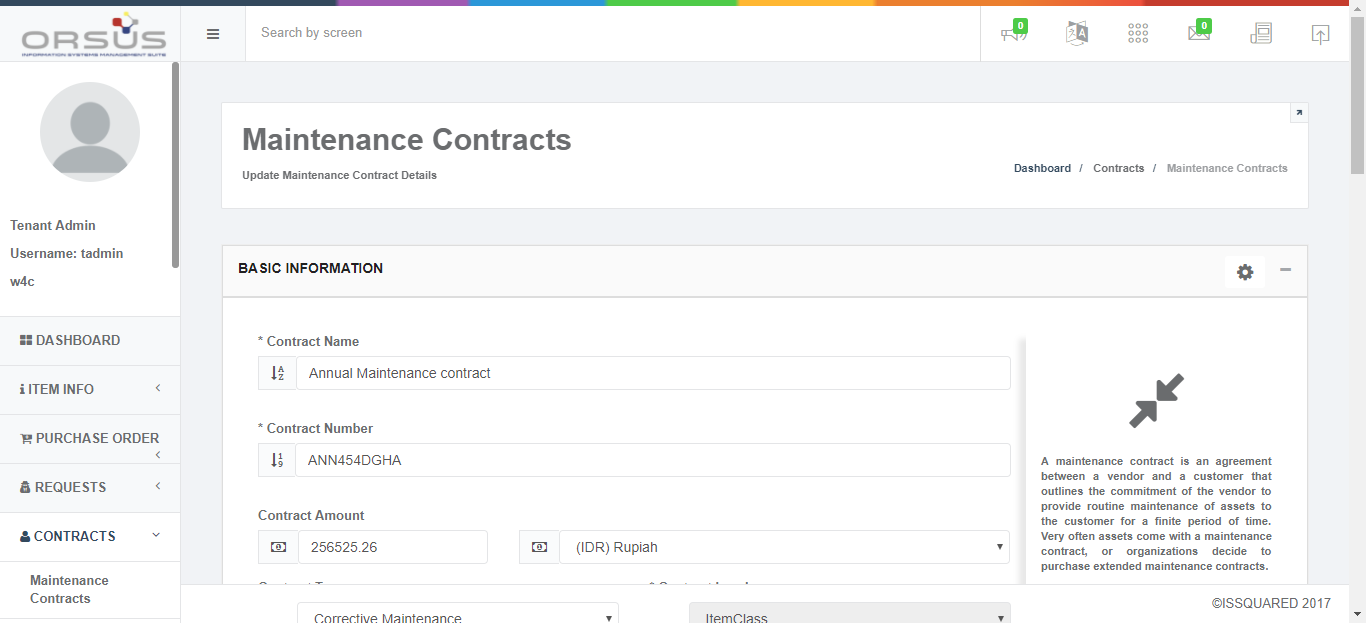 ORSUS
INFORMATION SYSTEMS MANAGEMENT SUITE
Search by screen
0
0
Tenant Admin
Username: tadmin
w4c
DASHBOARD
ITEM INFO
PURCHASE ORDER
REQUESTS
CONTRACTS
Maintenance
Contracts
Maintenance Contracts
Update Maintenance Contract Details
Dashboard / Contracts / Maintenance Contracts
BASIC INFORMATION
* Contract Name
Annual Maintenance contract
* Contract Number
ANN454DGHA
Contract Amount
256525.26
(IDR) Rupiah
Corrective Maintenance
ItemClass
A maintenance contract is an agreement
between a vendor and a customer that
outlines the commitment of the vendor to
provide routine maintenance of assets to
the customer for a finite period of time.
Very often assets come with a maintenance
contract, or organizations decide to
purchase extended maintenance contracts.
©ISSQUARED 2017